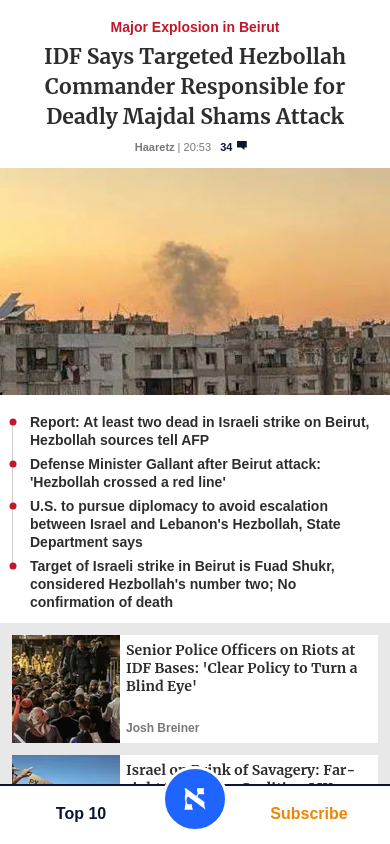 Major Explosion in Beirut
IDF Says Targeted Hezbollah
Commander Responsible for
Deadly Majdal Shams Attack
Haaretz | 20:53 34
Report: At least two dead in Israeli strike on Beirut,
Hezbollah sources tell AFP
Defense Minister Gallant after Beirut attack:
'Hezbollah crossed a red line'
U.S. to pursue diplomacy to avoid escalation
between Israel and Lebanon's Hezbollah, State
Department says
Target of Israeli strike in Beirut is Fuad Shukr,
considered Hezbollah's number two; No
confirmation of death
Senior Police Officers on Riots at
IDF Bases: 'Clear Policy to Turn a
Blind Eye'
Josh Breiner
Israel on Brink of Savagery: Far-
Top 10
א
Subscribe